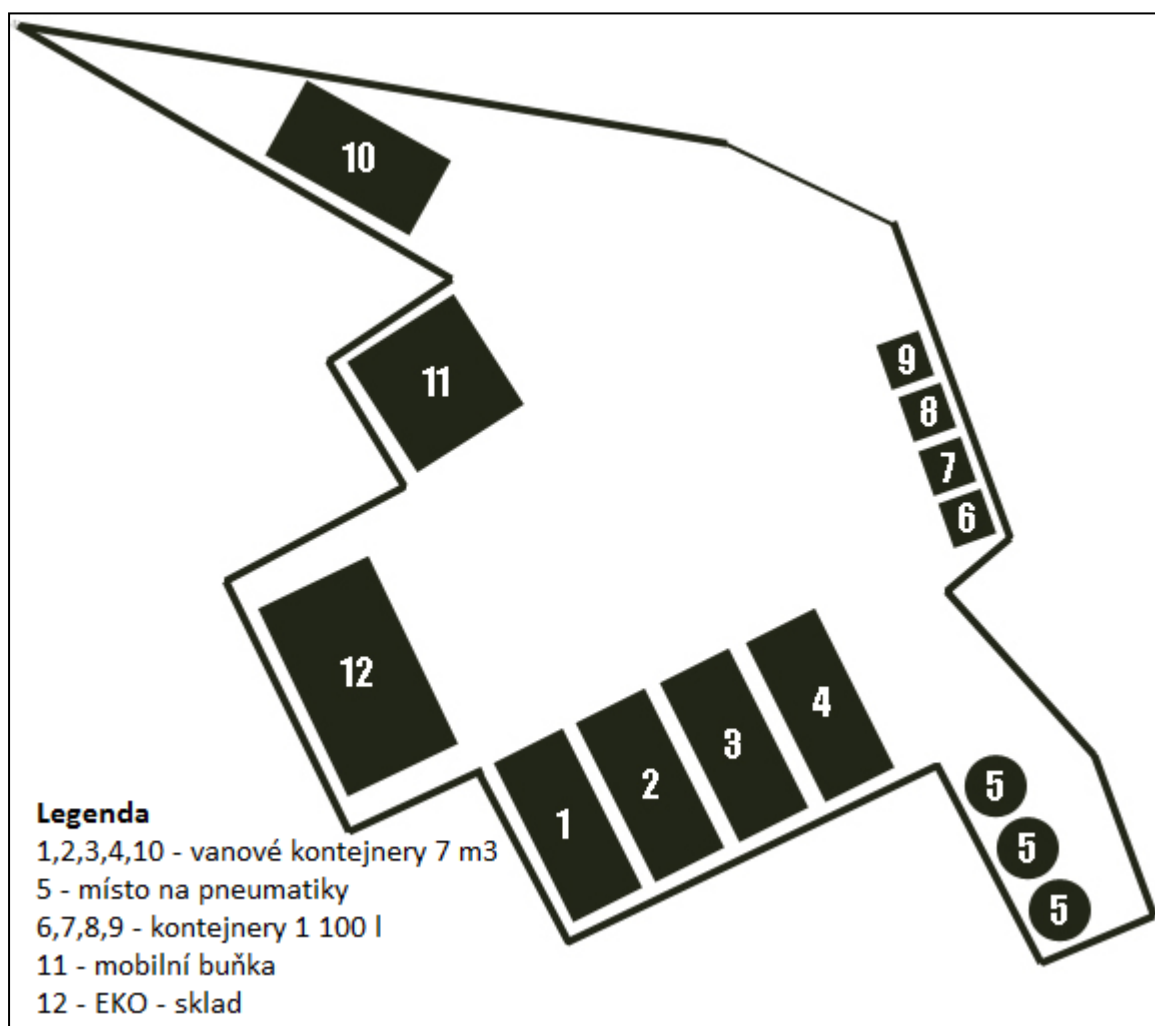 10
11
9
8
7
6
12
4
3
2
1
5
5
5
Legenda
1,2,3,4,10 - vanové kontejnery 7 m3
5 - místo na pneumatiky
6,7,8,9 - kontejnery 1 100 l
11 - mobilní buňka
12 - EKO - sklad